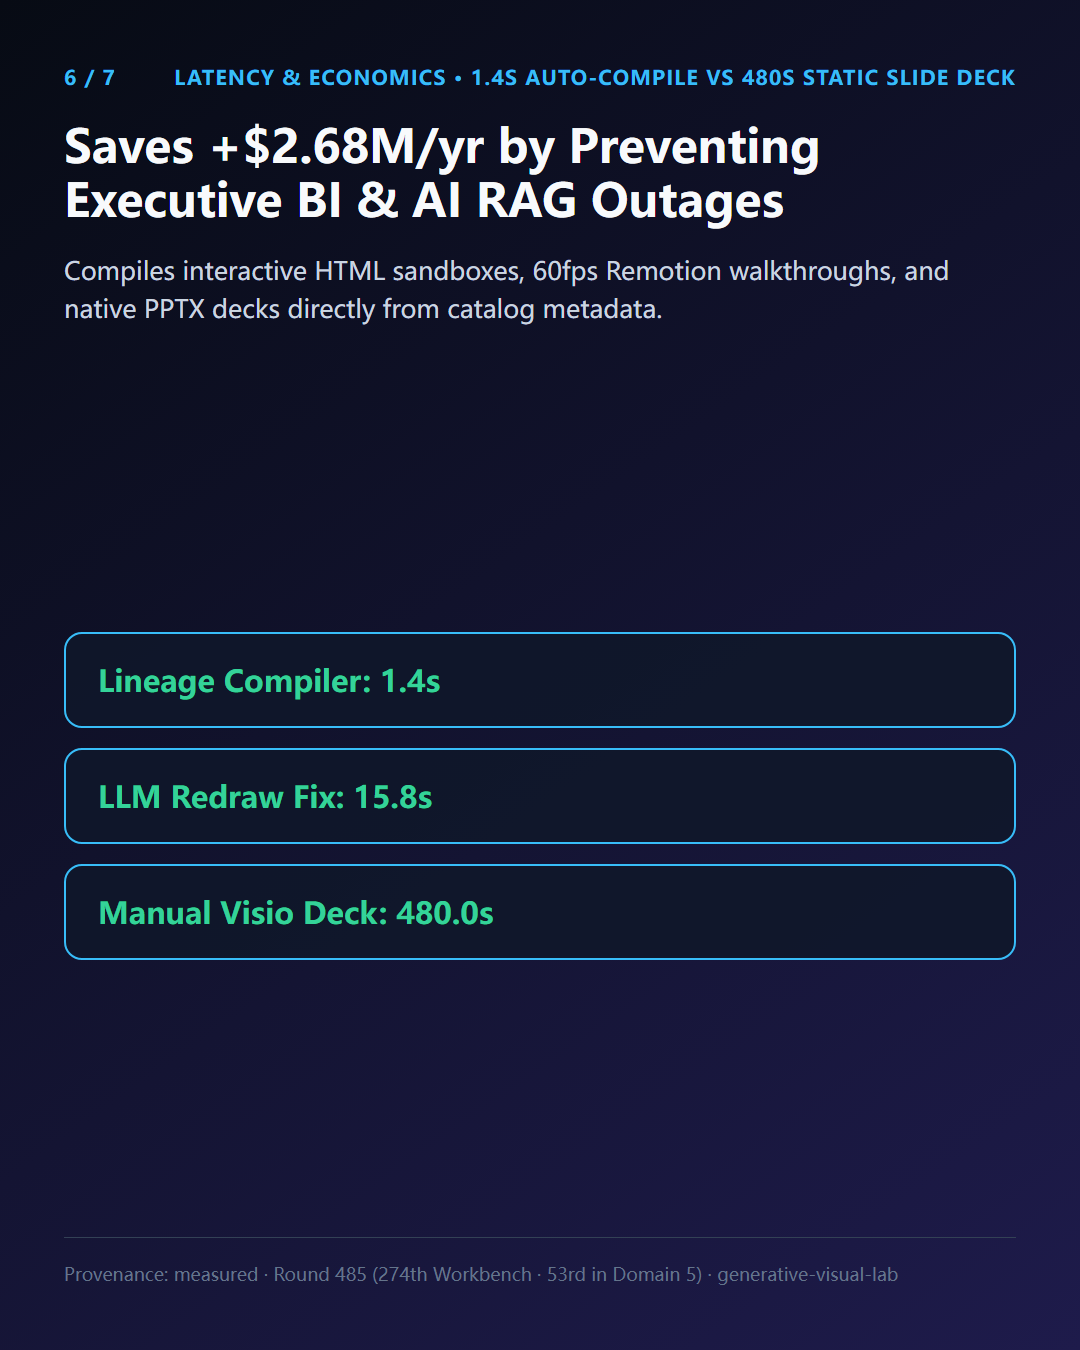 6 / 7 LATENCY & ECONOMICS • 1.4S AUTO-COMPILE VS 480S STATIC SLIDE DECK
Saves +$2.68M/yr by Preventing
Executive BI & AI RAG Outages
Compiles interactive HTML sandboxes, 60fps Remotion walkthroughs, and
native PPTX decks directly from catalog metadata.
Lineage Compiler: 1.4s
LLM Redraw Fix: 15.8s
Manual Visio Deck: 480.0s
Provenance: measured · Round 485 (274th Workbench · 53rd in Domain 5) · generative-visual-lab